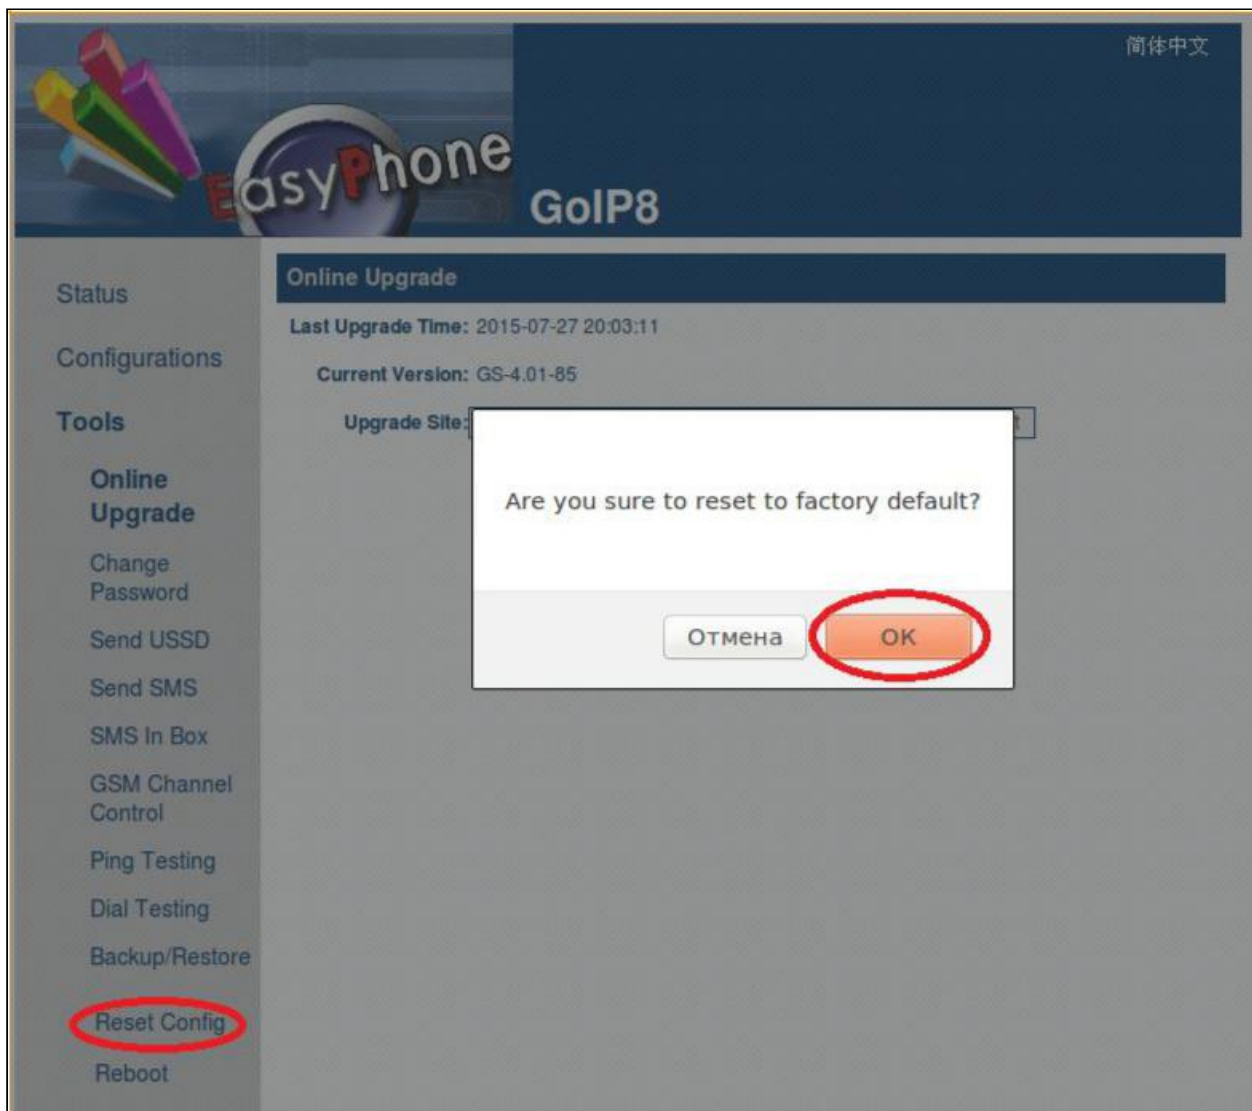 简体中文
EasyPhone
GoIP8
Status
Configurations
Tools
Online
Upgrade
Change
Password
Send USSD
Send SMS
SMS In Box
GSM Channel
Control
Ping Testing
Dial Testing
Backup/Restore
Reset Config
Reboot
Online Upgrade
Last Upgrade Time: 2015-07-27 20:03:11
Current Version: GS-4.01-85
Upgrade Site:
Are you sure to reset to factory default?
Отмена
OK